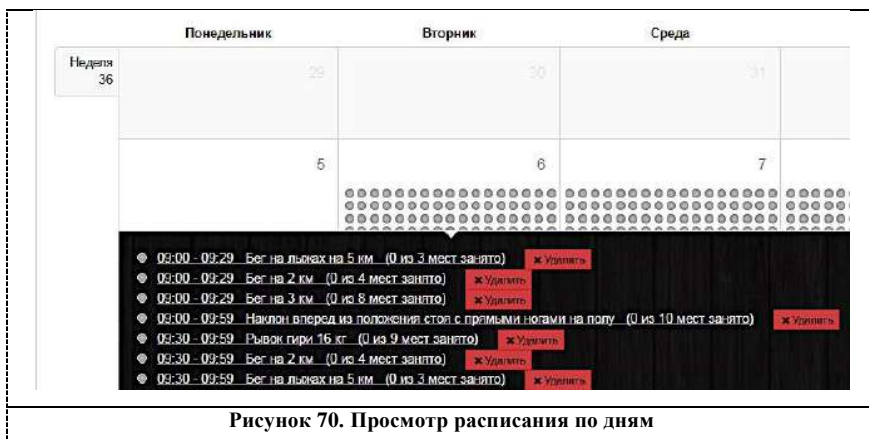 Понедельник Вторник Среда
Неделя
36
29 30 31
5 6 7
09:00 - 09:29 Бег на лыжах на 5 км (0 из 3 мест занято) × Удалить
09:00 - 09:29 Бег на 2 км (0 из 4 мест занято) × Удалить
09:00 - 09:29 Бег на 3 км (0 из 8 мест занято) × Удалить
09:00 - 09:59 Наклон вперед из положения стоя с прямыми ногами на полу (0 из 10 мест занято) × Удалить
09:30 - 09:59 Рывок гири 16 кг (0 из 9 мест занято) × Удалить
09:30 - 09:59 Бег на 2 км (0 из 4 мест занято) × Удалить
09:30 - 09:59 Бег на лыжах на 5 км (0 из 3 мест занято) × Удалить
Рисунок 70. Просмотр расписания по дням